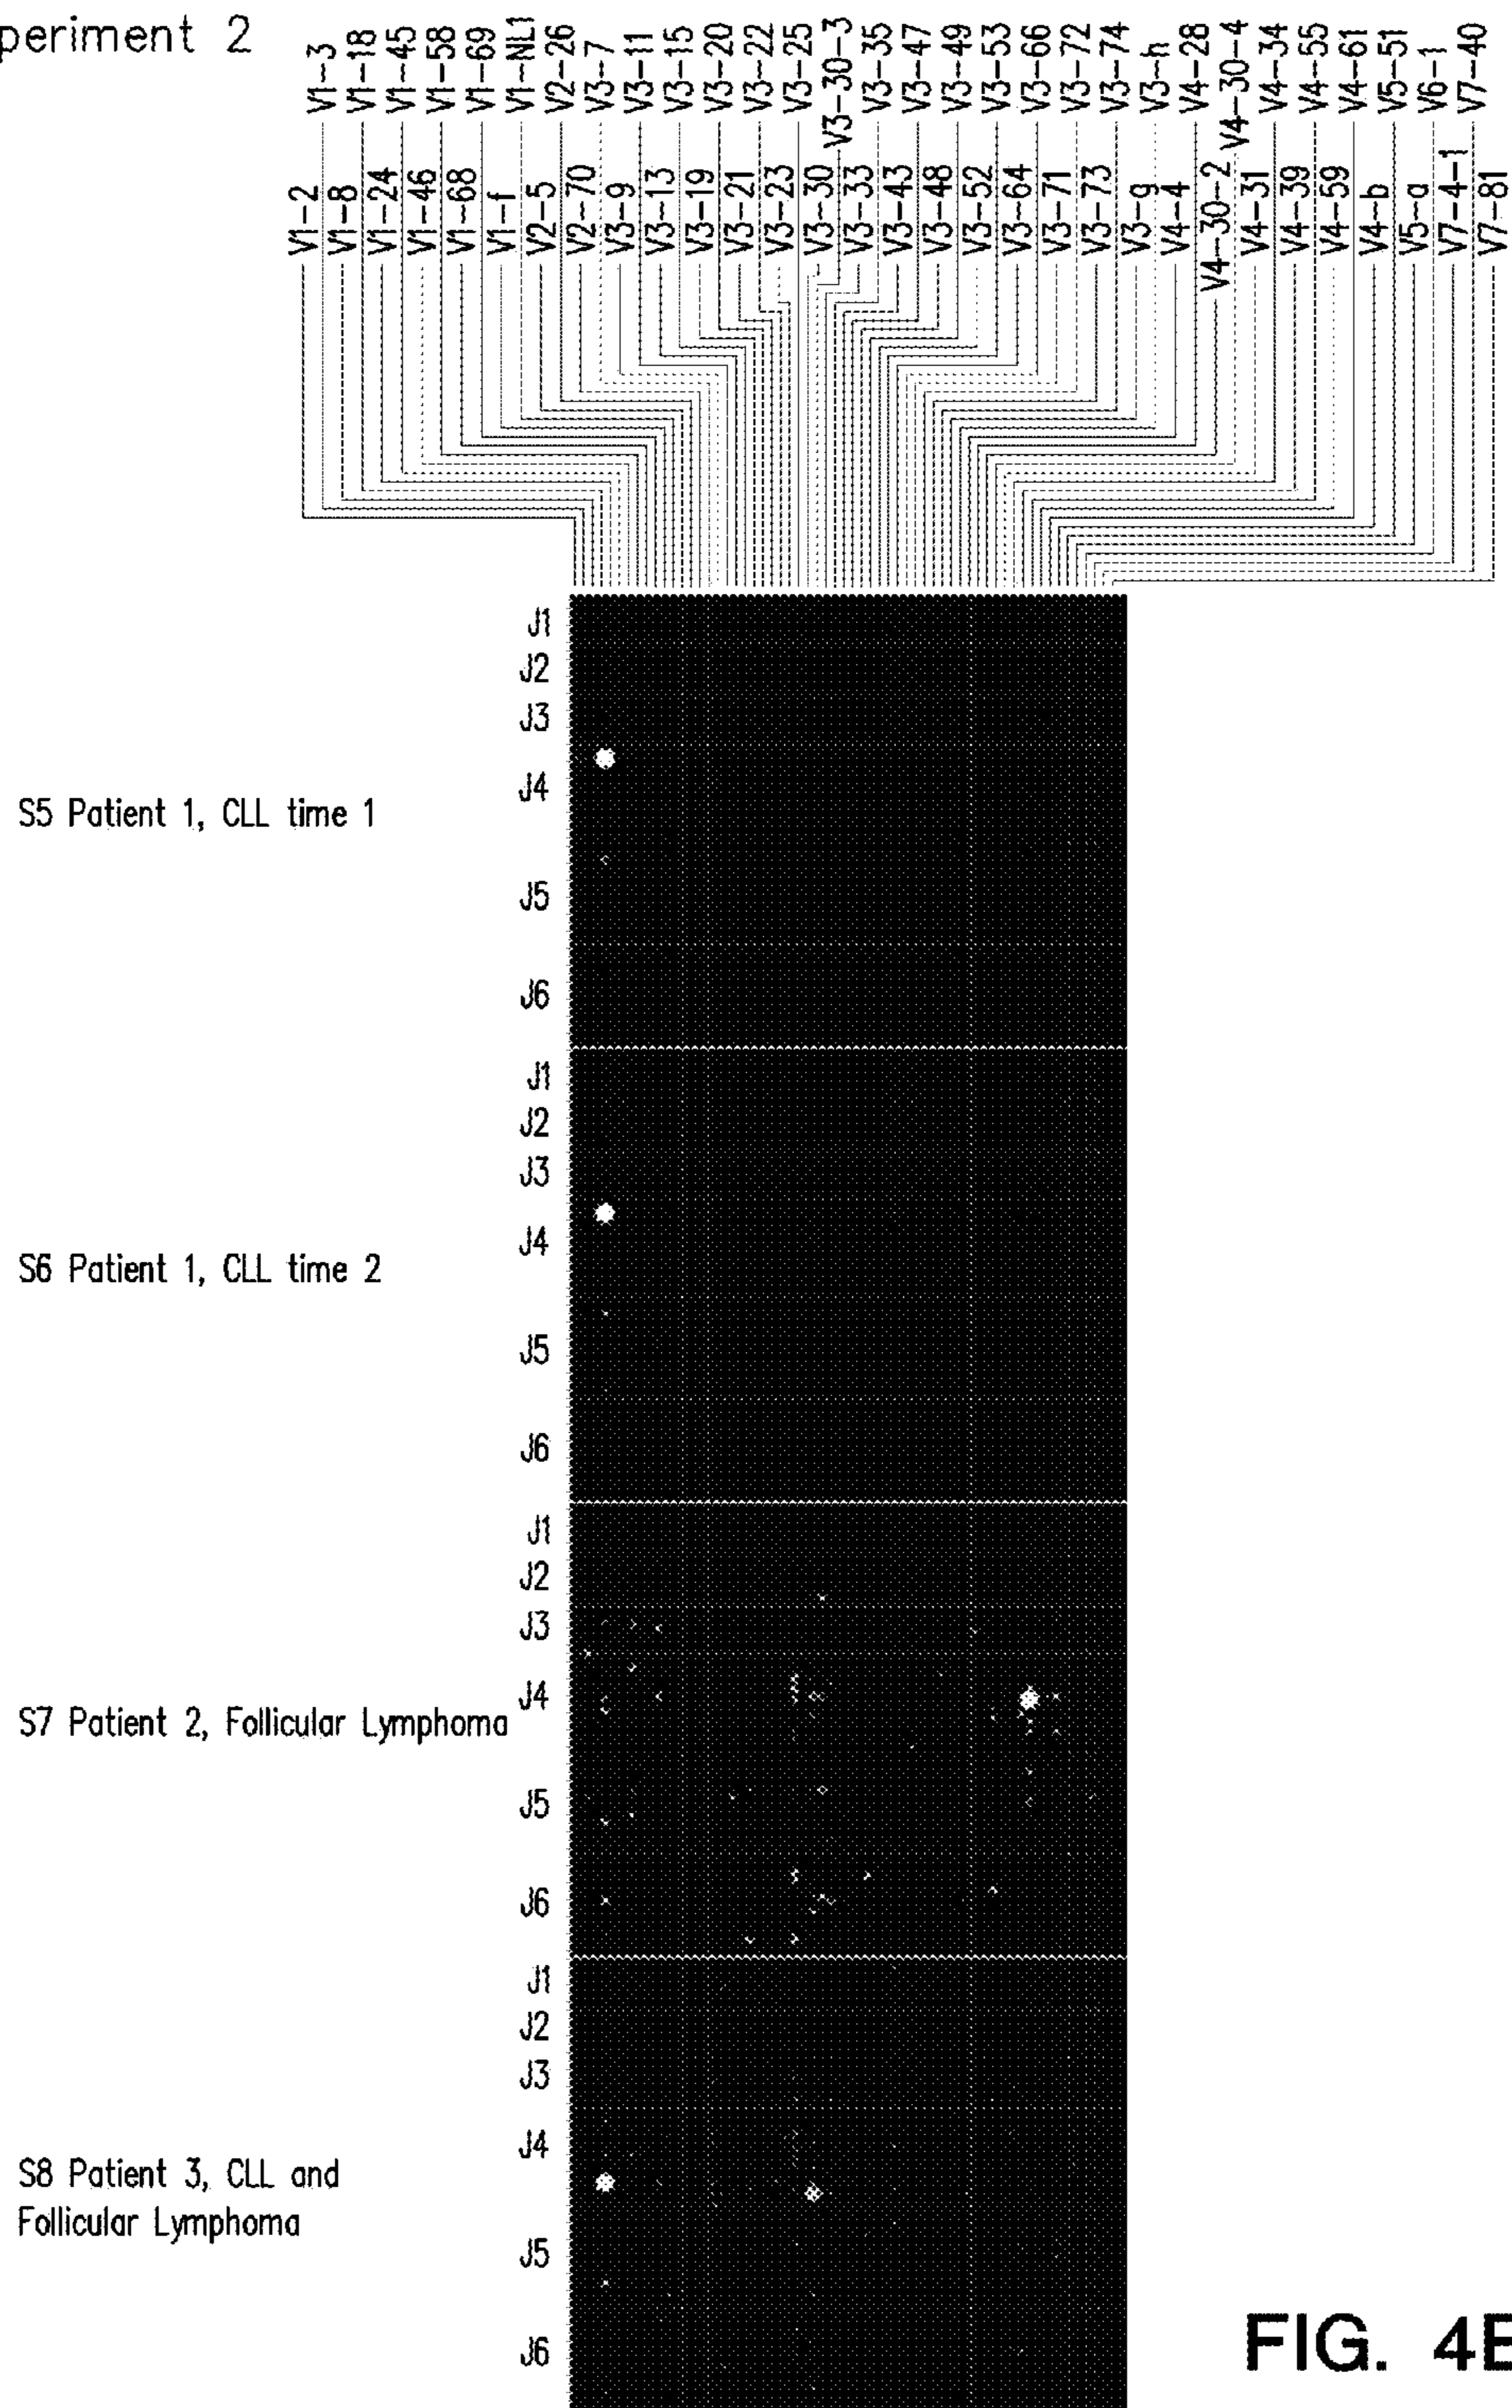 periment 2
V1-3
V1-18
V1-45
V1-58
V1-69
V1-NL1
V2-26
V3-7
V3-11
V3-15
V3-20
V3-22
V3-25
V3-30-3
V3-35
V3-47
V3-49
V3-53
V3-66
V3-72
V3-74
V3-h
V4-28
V4-30-4
V4-34
V4-55
V4-61
V5-51
V6-1
V7-40
V1-2
V1-8
V1-24
V1-46
V1-68
V1-f
V2-5
V2-70
V3-9
V3-13
V3-19
V3-21
V3-23
V3-30
V3-33
V3-43
V3-48
V3-52
V3-64
V3-71
V3-73
V3-g
V4-4
V4-30-2
V4-31
V4-39
V4-59
V4-b
V5-a
V7-4-1
V7-81
J1
J2
J3
J4
S5 Patient 1, CLL time 1
J5
J6
J1
J2
J3
J4
S6 Patient 1, CLL time 2
J5
J6
J1
J2
J3
J4
S7 Patient 2, Follicular Lymphoma
J5
J6
J1
J2
J3
J4
S8 Patient 3, CLL and
Follicular Lymphoma
J5
J6
FIG. 4B